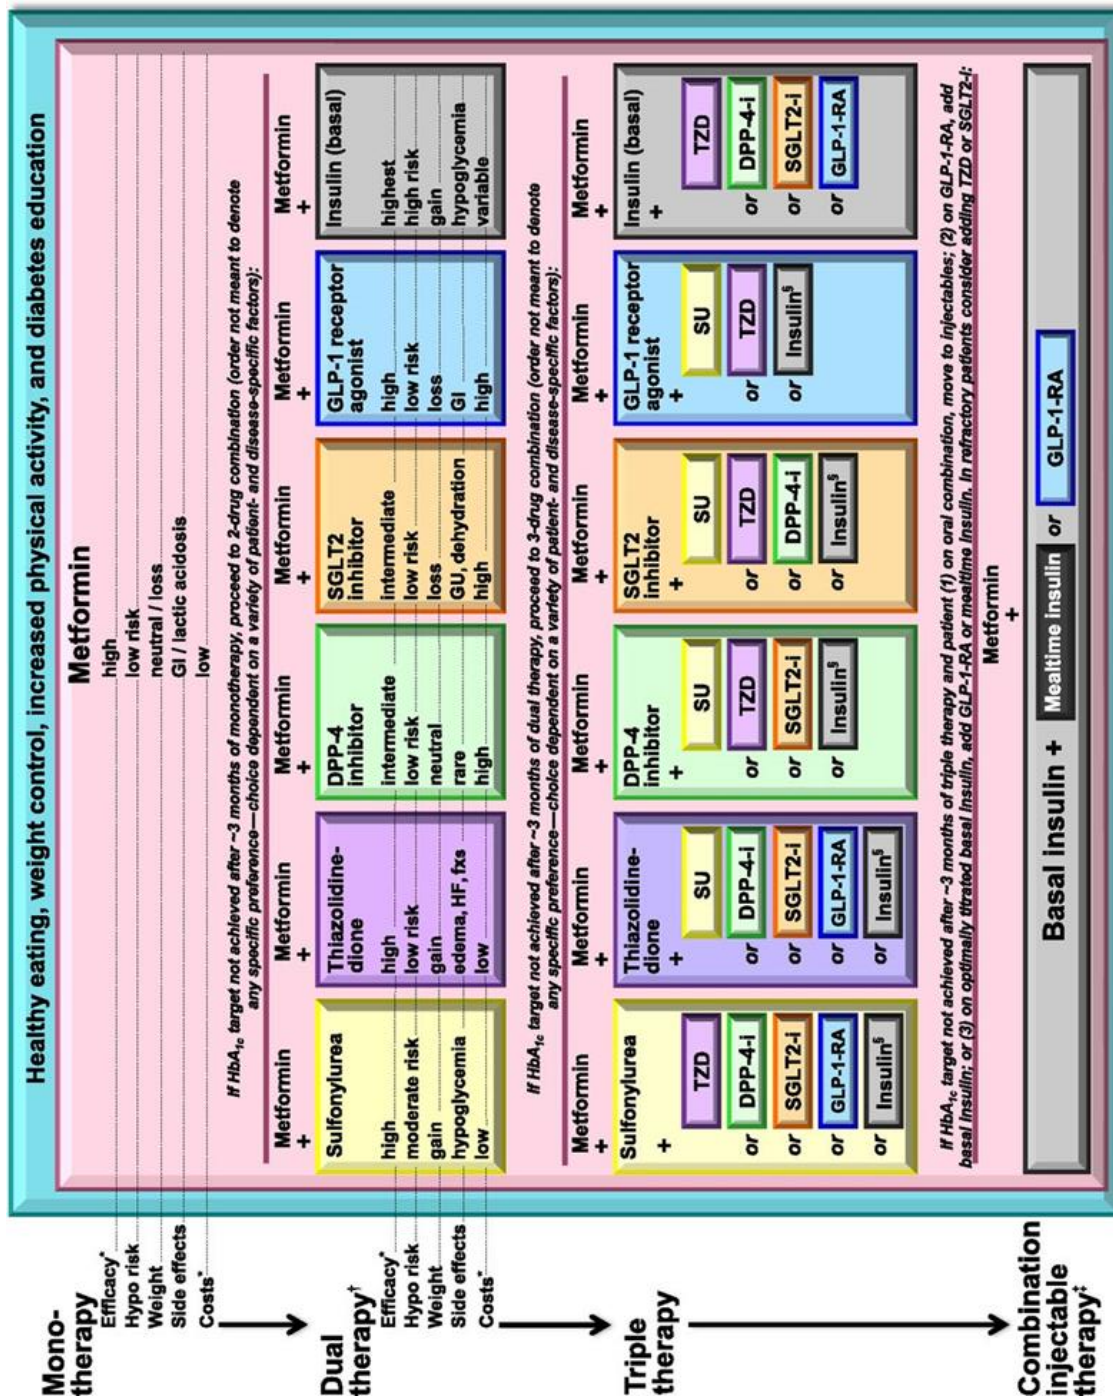 Healthy eating, weight control, increased physical activity, and diabetes education
Mono-
therapy
Metformin
Efficacy* high
Hypo risk low risk
Weight neutral / loss
Side effects GI / lactic acidosis
Costs* low
If HbA1c target not achieved after ~3 months of monotherapy, proceed to 2-drug combination (order not meant to denote
any specific preference—choice dependent on a variety of patient- and disease-specific factors):
Dual
therapy†
Efficacy*
Hypo risk
Weight
Side effects
Costs*
Metformin
+
Sulfonylurea
high
moderate risk
gain
hypoglycemia
low
Metformin
+
Thiazolidine-
dione
high
low risk
gain
edema, HF, fxs
low
Metformin
+
DPP-4
inhibitor
intermediate
low risk
neutral
rare
high
Metformin
+
SGLT2
inhibitor
intermediate
low risk
loss
GU, dehydration
high
Metformin
+
GLP-1 receptor
agonist
high
low risk
loss
GI
high
Metformin
+
Insulin (basal)
highest
high risk
gain
hypoglycemia
variable
If HbA1c target not achieved after ~3 months of dual therapy, proceed to 3-drug combination (order not meant to denote
any specific preference—choice dependent on a variety of patient- and disease-specific factors):
Triple
therapy
Metformin
+
Sulfonylurea
+
TZD
or DPP-4-i
or SGLT2-i
or GLP-1-RA
or Insulin§
Metformin
+
Thiazolidine-
dione
+
SU
or DPP-4-i
or SGLT2-i
or GLP-1-RA
or Insulin§
Metformin
+
DPP-4
inhibitor
+
SU
or TZD
or SGLT2-i
or Insulin§
Metformin
+
SGLT2
inhibitor
+
SU
or TZD
or DPP-4-i
or Insulin§
Metformin
+
GLP-1 receptor
agonist
+
SU
or TZD
or Insulin§
Metformin
+
Insulin (basal)
+
TZD
or DPP-4-i
or SGLT2-i
or GLP-1-RA
If HbA1c target not achieved after ~3 months of triple therapy and patient (1) on oral combination, move to injectables; (2) on GLP-1-RA, add
basal insulin; or (3) on optimally titrated basal insulin, add GLP-1-RA or mealtime insulin. In refractory patients consider adding TZD or SGLT2-i:
Combination
injectable
therapy‡
Metformin
+
Basal insulin + Mealtime insulin or GLP-1-RA